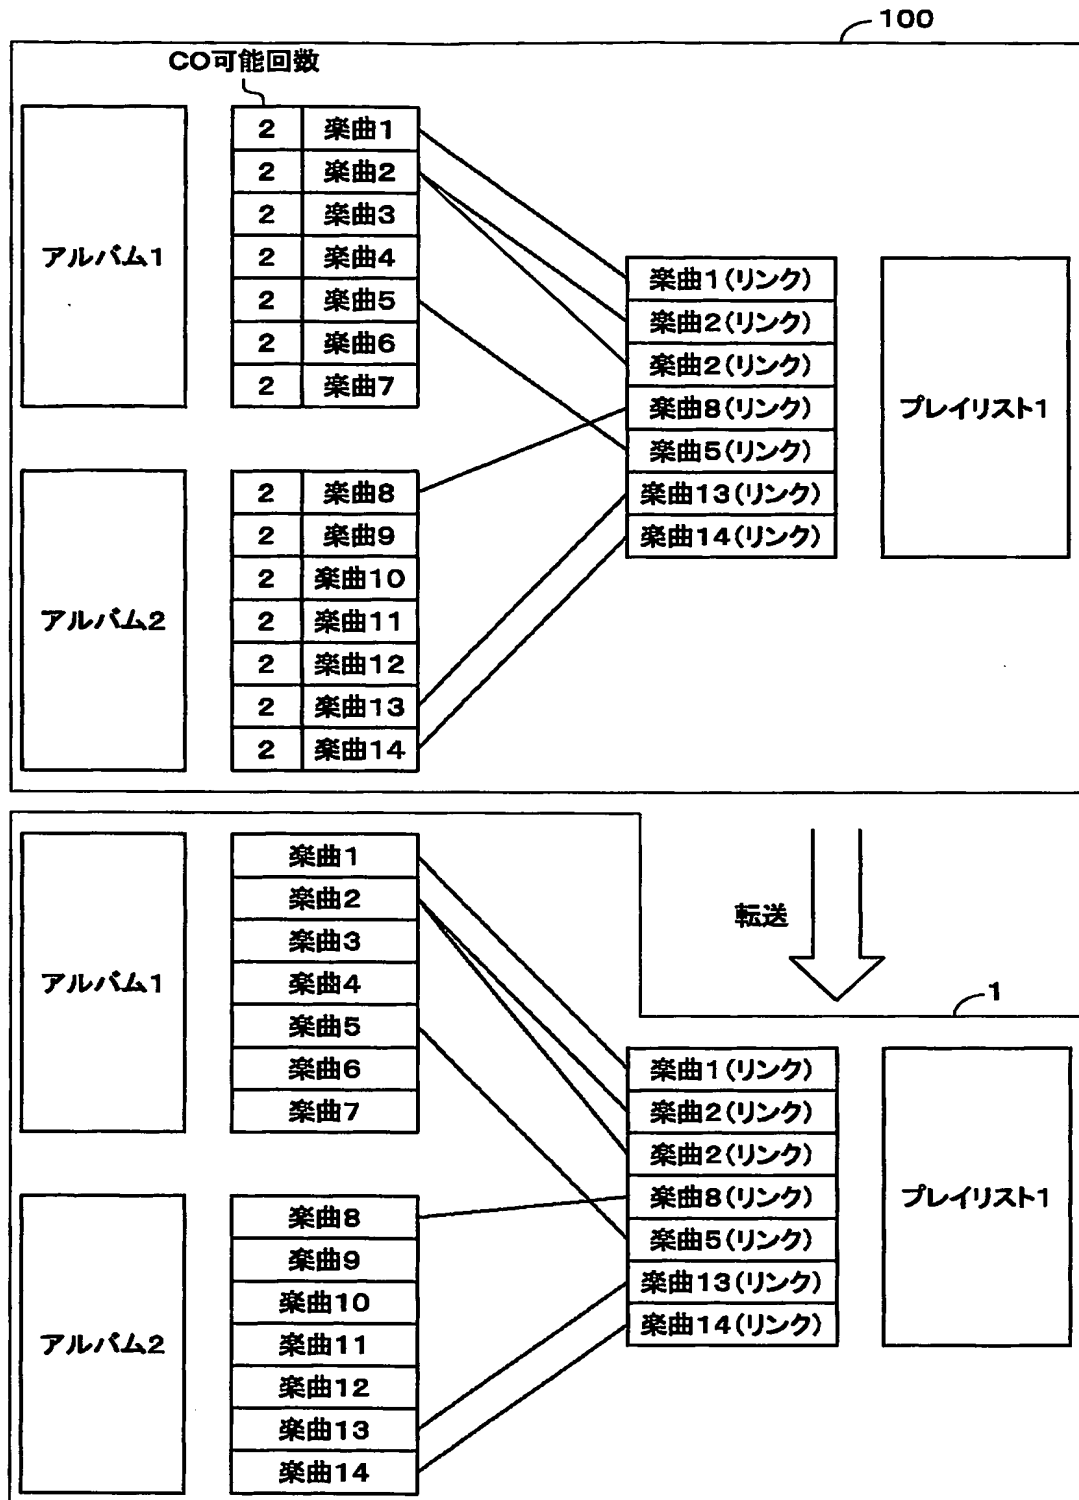 100
CO可能回数
アルバム1
2 楽曲1
2 楽曲2
2 楽曲3
2 楽曲4
2 楽曲5
2 楽曲6
2 楽曲7
アルバム2
2 楽曲8
2 楽曲9
2 楽曲10
2 楽曲11
2 楽曲12
2 楽曲13
2 楽曲14
楽曲1(リンク)
楽曲2(リンク)
楽曲2(リンク)
楽曲8(リンク)
楽曲5(リンク)
楽曲13(リンク)
楽曲14(リンク)
プレイリスト1
転送
1
アルバム1
楽曲1
楽曲2
楽曲3
楽曲4
楽曲5
楽曲6
楽曲7
アルバム2
楽曲8
楽曲9
楽曲10
楽曲11
楽曲12
楽曲13
楽曲14
楽曲1(リンク)
楽曲2(リンク)
楽曲2(リンク)
楽曲8(リンク)
楽曲5(リンク)
楽曲13(リンク)
楽曲14(リンク)
プレイリスト1